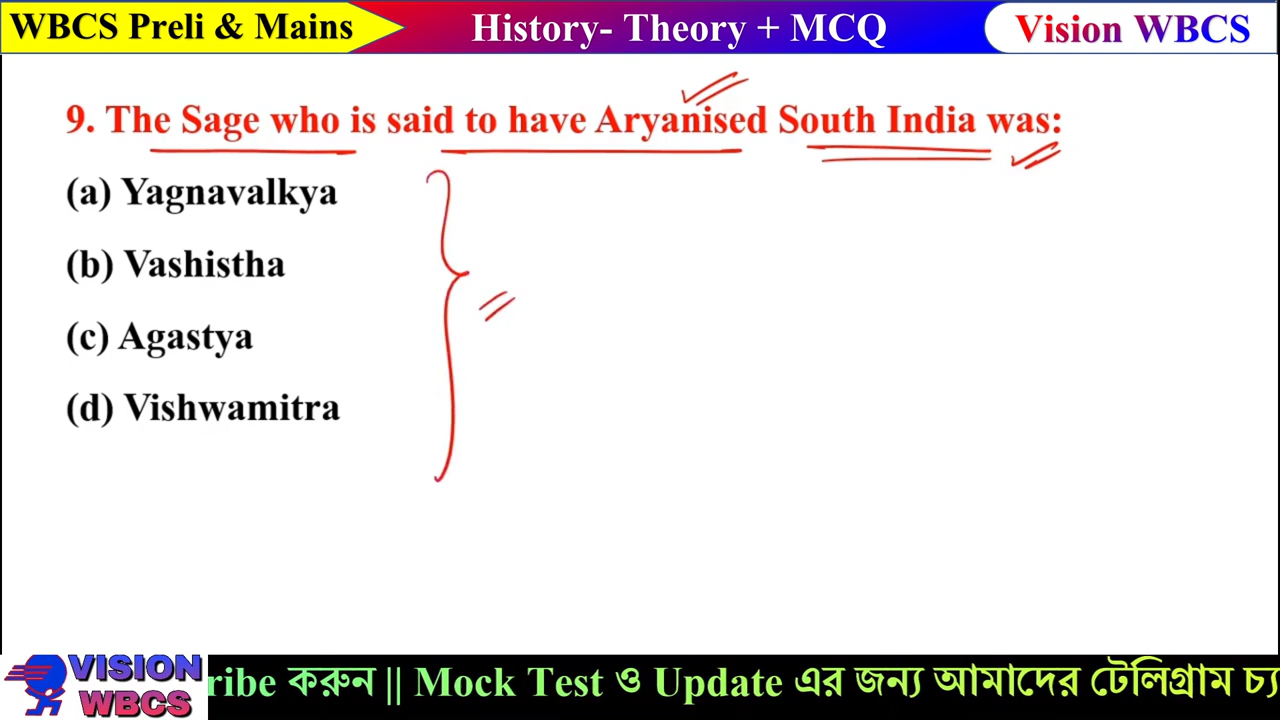 WBCS Preli & Mains
History- Theory + MCQ
Vision WBCS
9. The Sage who is said to have Aryanised South India was:
(a) Yagnavalkya
(b) Vashistha
(c) Agastya
(d) Vishwamitra
VISION
WBCS
ribe করুন || Mock Test ও Update এর জন্য আমাদের টেলিগ্রাম চ্য